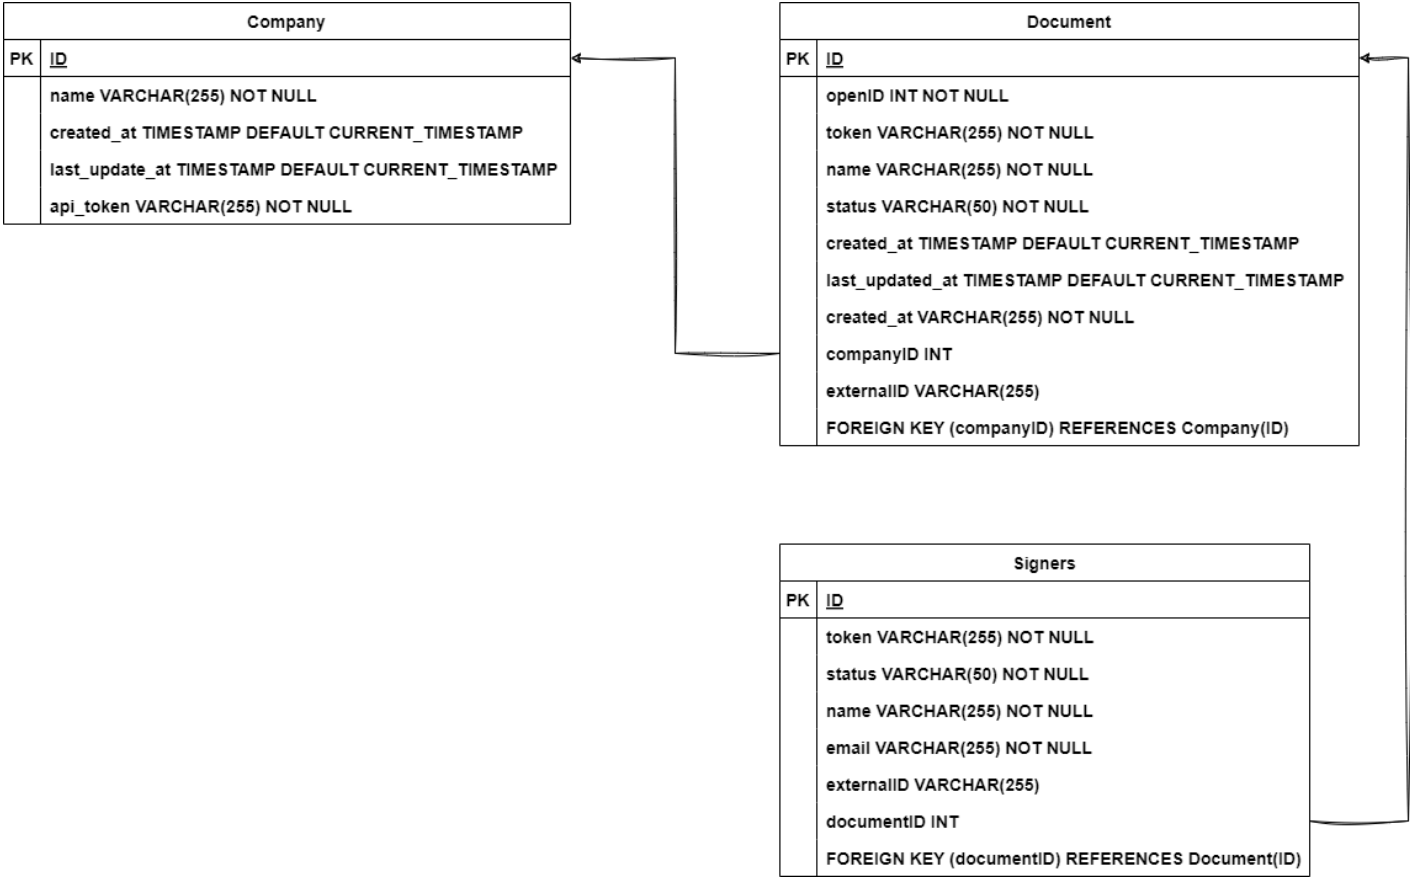 Company
PK ID
name VARCHAR(255) NOT NULL
created_at TIMESTAMP DEFAULT CURRENT_TIMESTAMP
last_update_at TIMESTAMP DEFAULT CURRENT_TIMESTAMP
api_token VARCHAR(255) NOT NULL
Document
PK ID
openID INT NOT NULL
token VARCHAR(255) NOT NULL
name VARCHAR(255) NOT NULL
status VARCHAR(50) NOT NULL
created_at TIMESTAMP DEFAULT CURRENT_TIMESTAMP
last_updated_at TIMESTAMP DEFAULT CURRENT_TIMESTAMP
created_at VARCHAR(255) NOT NULL
companyID INT
externalID VARCHAR(255)
FOREIGN KEY (companyID) REFERENCES Company(ID)
Signers
PK ID
token VARCHAR(255) NOT NULL
status VARCHAR(50) NOT NULL
name VARCHAR(255) NOT NULL
email VARCHAR(255) NOT NULL
externalID VARCHAR(255)
documentID INT
FOREIGN KEY (documentID) REFERENCES Document(ID)